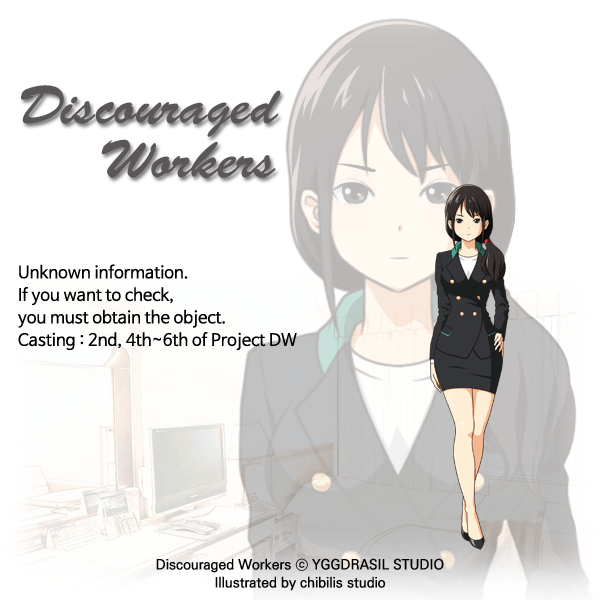 Discouraged
Workers
Unknown information.
If you want to check,
you must obtain the object.
Casting : 2nd, 4th~6th of Project DW
Discouraged Workers ⓒ YGGDRASIL STUDIO
Illustrated by chibilis studio